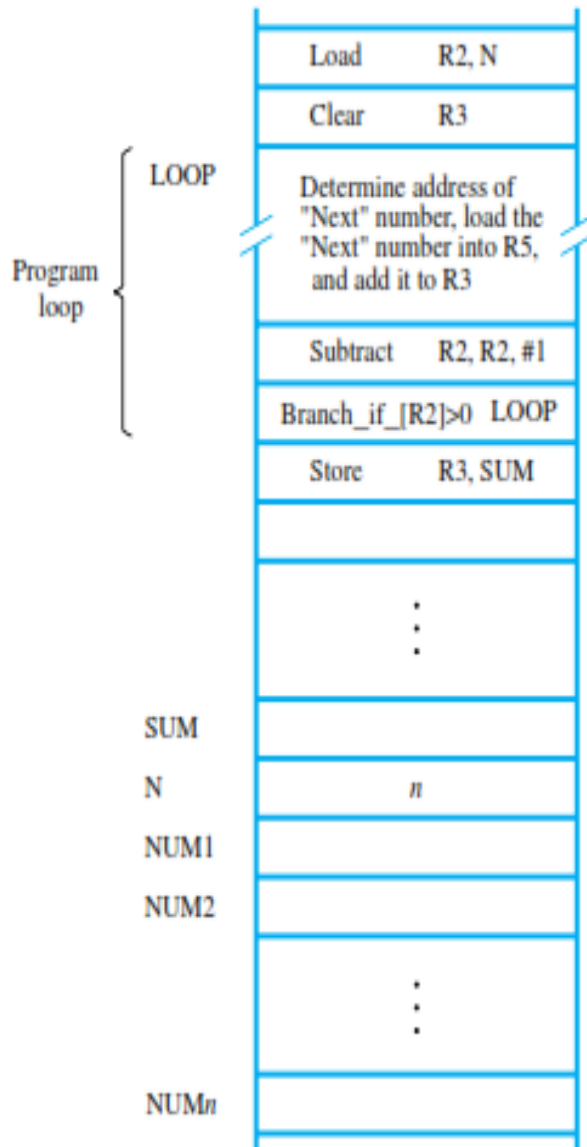 Load R2, N
Clear R3
LOOP
Determine address of
"Next" number, load the
"Next" number into R5,
and add it to R3
Program
loop
Subtract R2, R2, #1
Branch_if_[R2]>0 LOOP
Store R3, SUM
SUM
N n
NUM1
NUM2
NUMn